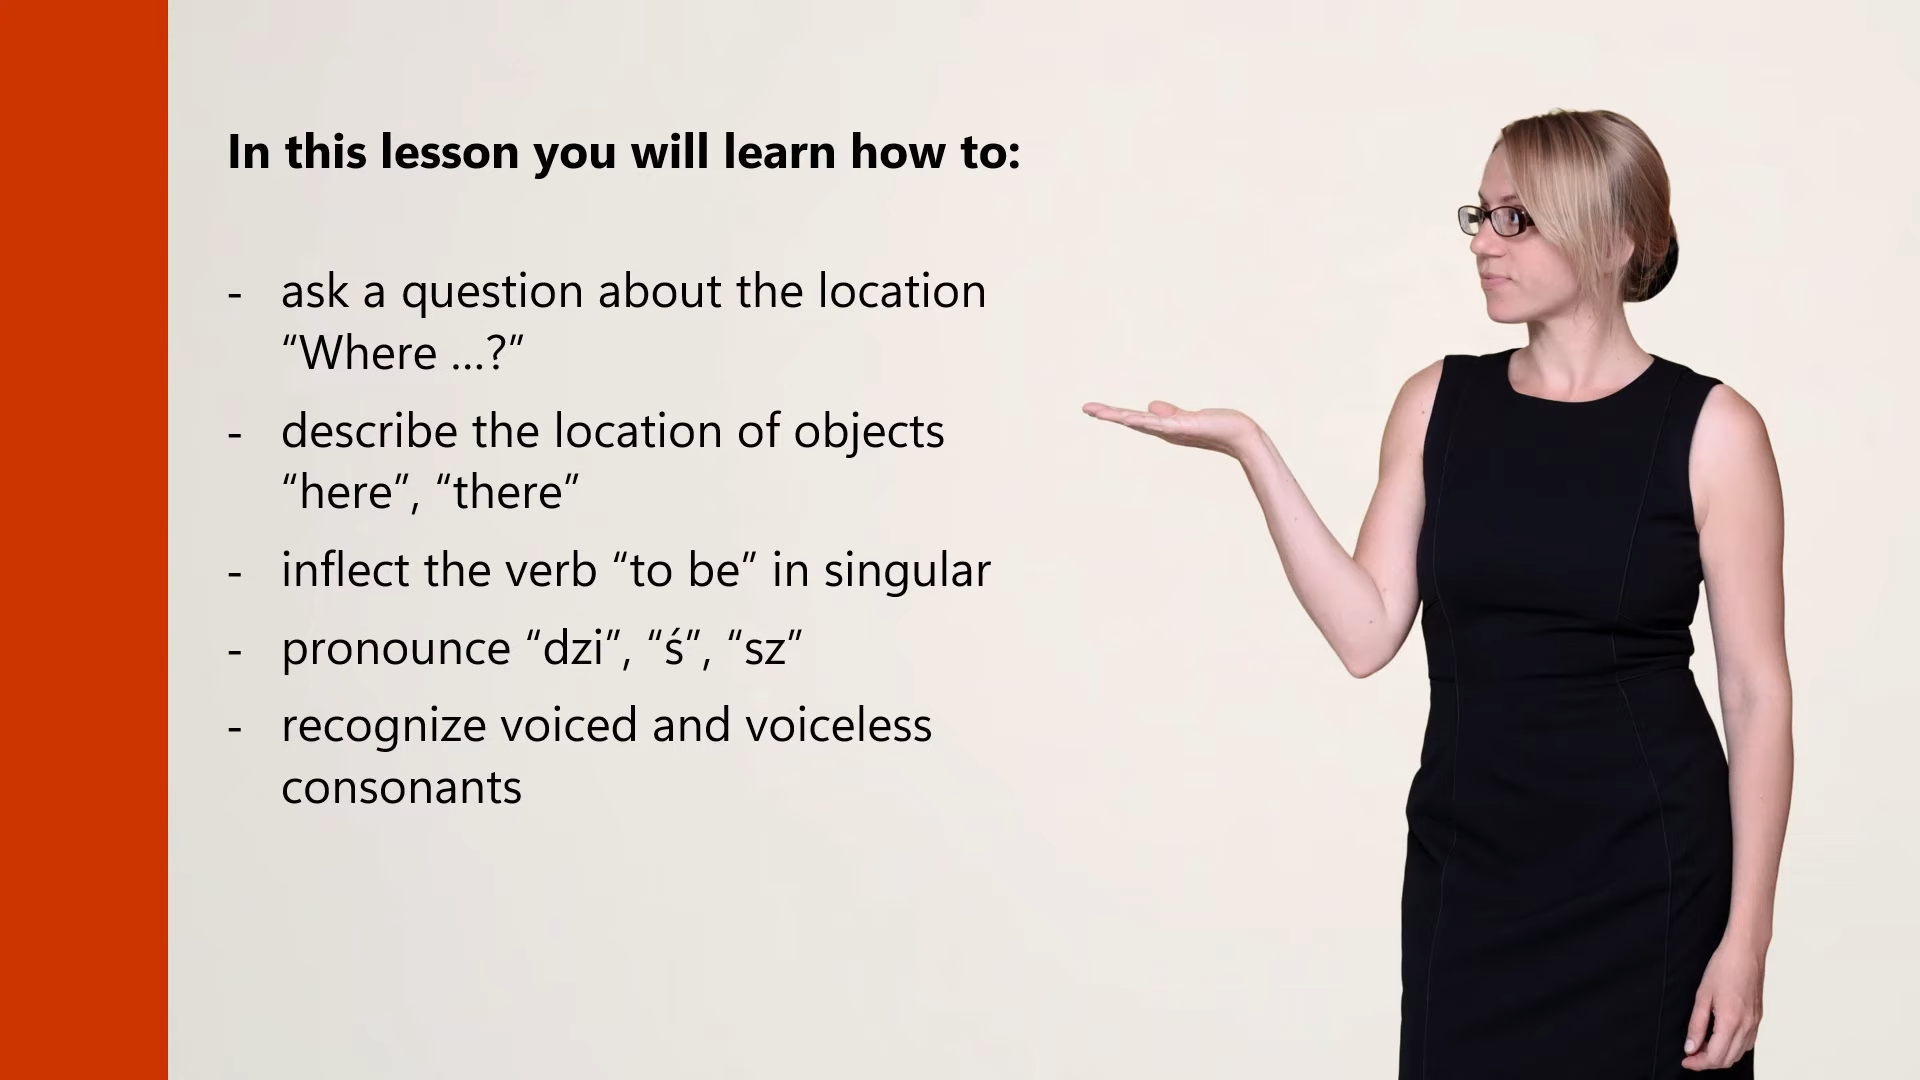 In this lesson you will learn how to:
- ask a question about the location
“Where ...?”
- describe the location of objects
“here”, “there”
- inflect the verb “to be” in singular
- pronounce “dzi”, “ś”, “sz”
- recognize voiced and voiceless
consonants